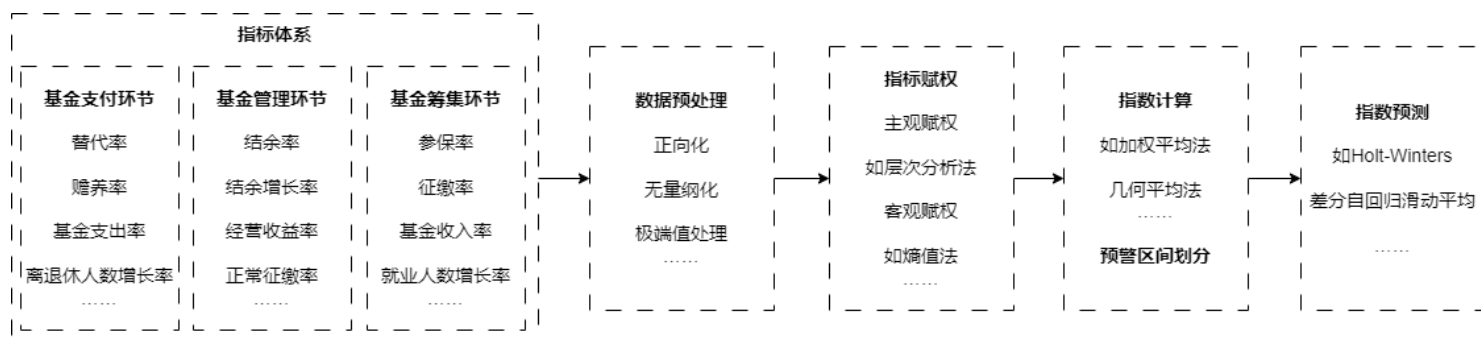 指标体系
基金支付环节
替代率
赡养率
基金支出率
离退休人数增长率
……
基金管理环节
结余率
结余增长率
经营收益率
正常征缴率
……
基金筹集环节
参保率
征缴率
基金收入率
就业人数增长率
……
数据预处理
正向化
无量纲化
极端值处理
……
指标赋权
主观赋权
如层次分析法
客观赋权
如熵值法
……
指数计算
如加权平均法
几何平均法
……
预警区间划分
指数预测
如Holt-Winters
差分自回归滑动平均
……